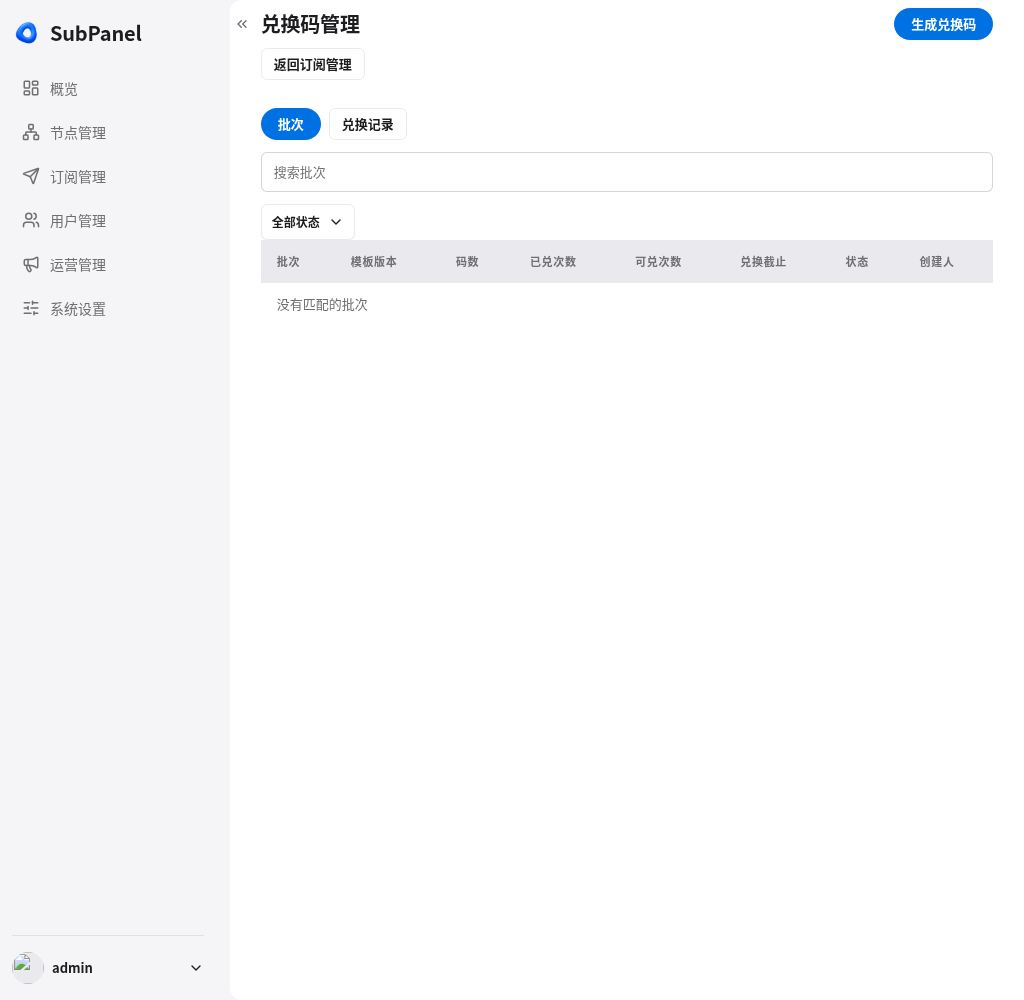 SubPanel
概览
节点管理
订阅管理
用户管理
运营管理
系统设置
admin
兑换码管理
生成兑换码
返回订阅管理
批次
兑换记录
搜索批次
全部状态
批次 模板版本 码数 已兑次数 可兑次数 兑换截止 状态 创建人
没有匹配的批次